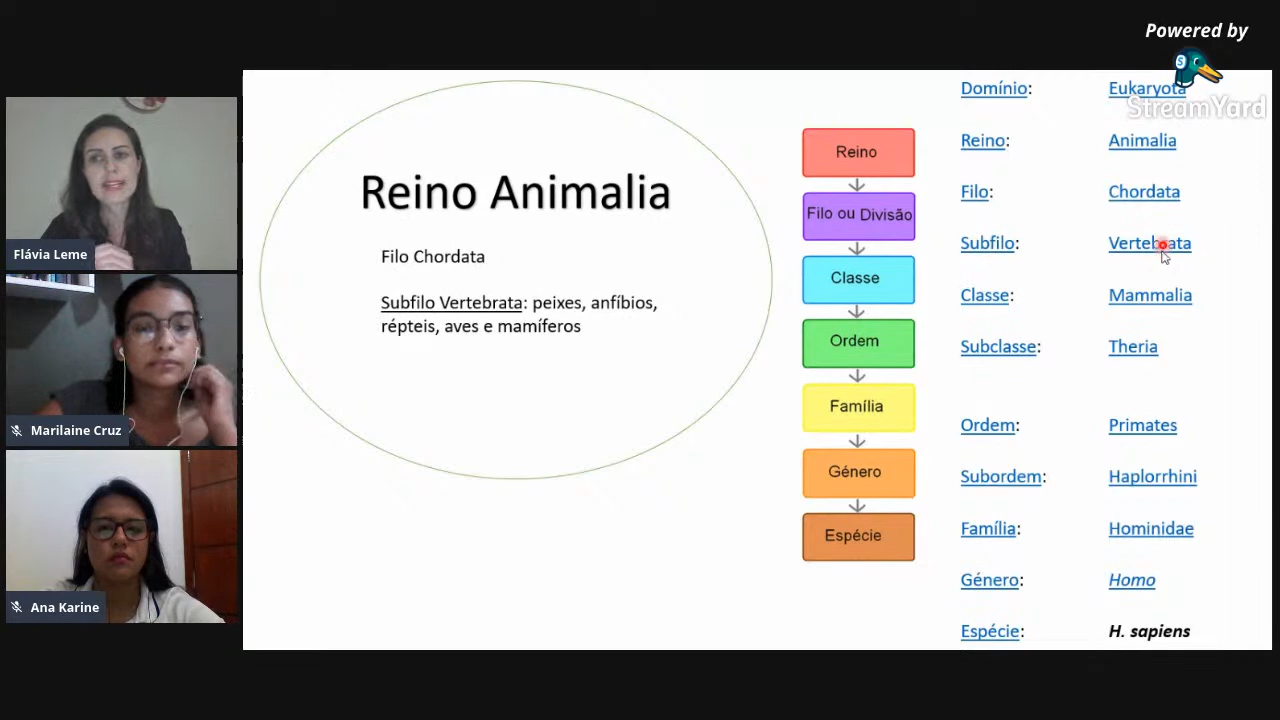 Powered by
StreamYard
Flávia Leme
Marilaine Cruz
Ana Karine
Reino Animalia
Filo Chordata
Subfilo Vertebrata: peixes, anfíbios,
répteis, aves e mamíferos
Reino
Filo ou Divisão
Classe
Ordem
Família
Género
Espécie
Domínio: Eukaryota
Reino: Animalia
Filo: Chordata
Subfilo: Vertebrata
Classe: Mammalia
Subclasse: Theria
Ordem: Primates
Subordem: Haplorrhini
Família: Hominidae
Género: Homo
Espécie: H. sapiens